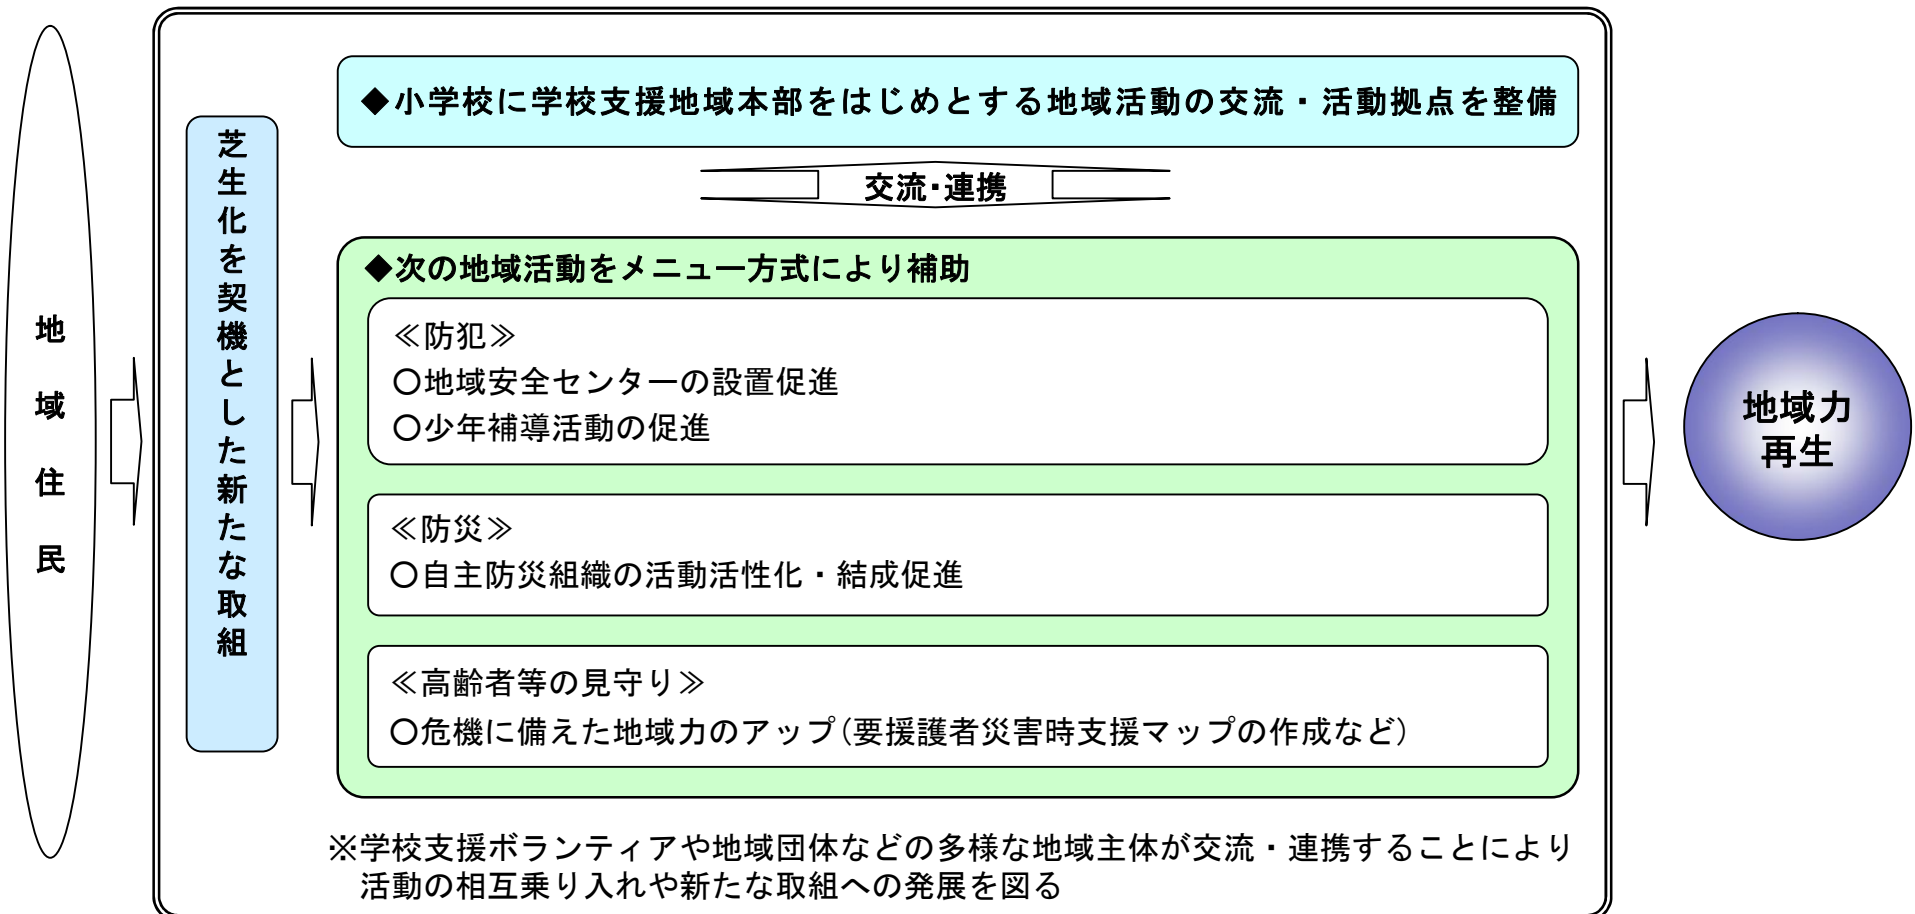 地域住民
芝生化を契機とした新たな取組
◆小学校に学校支援地域本部をはじめとする地域活動の交流・活動拠点を整備
交流・連携
◆次の地域活動をメニュー方式により補助
≪防犯≫
〇地域安全センターの設置促進
〇少年補導活動の促進
≪防災≫
〇自主防災組織の活動活性化・結成促進
≪高齢者等の見守り≫
〇危機に備えた地域力のアップ(要援護者災害時支援マップの作成など)
※学校支援ボランティアや地域団体などの多様な地域主体が交流・連携することにより
活動の相互乗り入れや新たな取組への発展を図る
地域力
再生